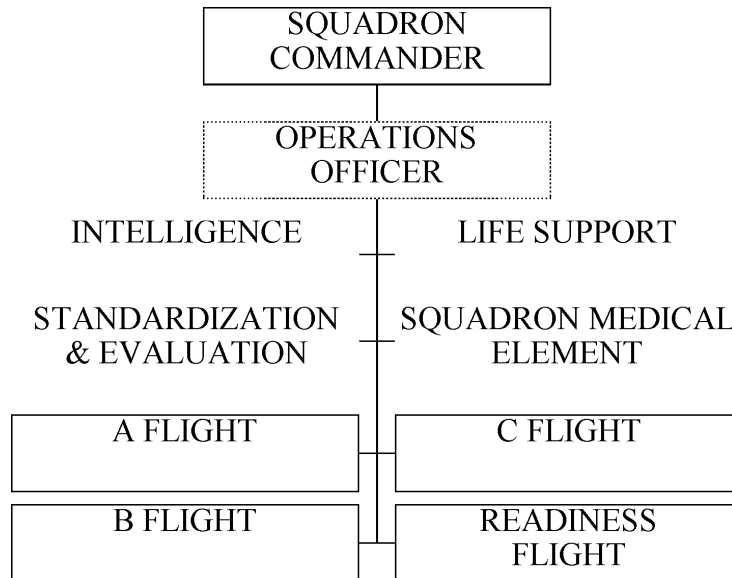 SQUADRON
COMMANDER
OPERATIONS
OFFICER
INTELLIGENCE
LIFE SUPPORT
STANDARDIZATION
& EVALUATION
SQUADRON MEDICAL
ELEMENT
A FLIGHT
C FLIGHT
B FLIGHT
READINESS
FLIGHT